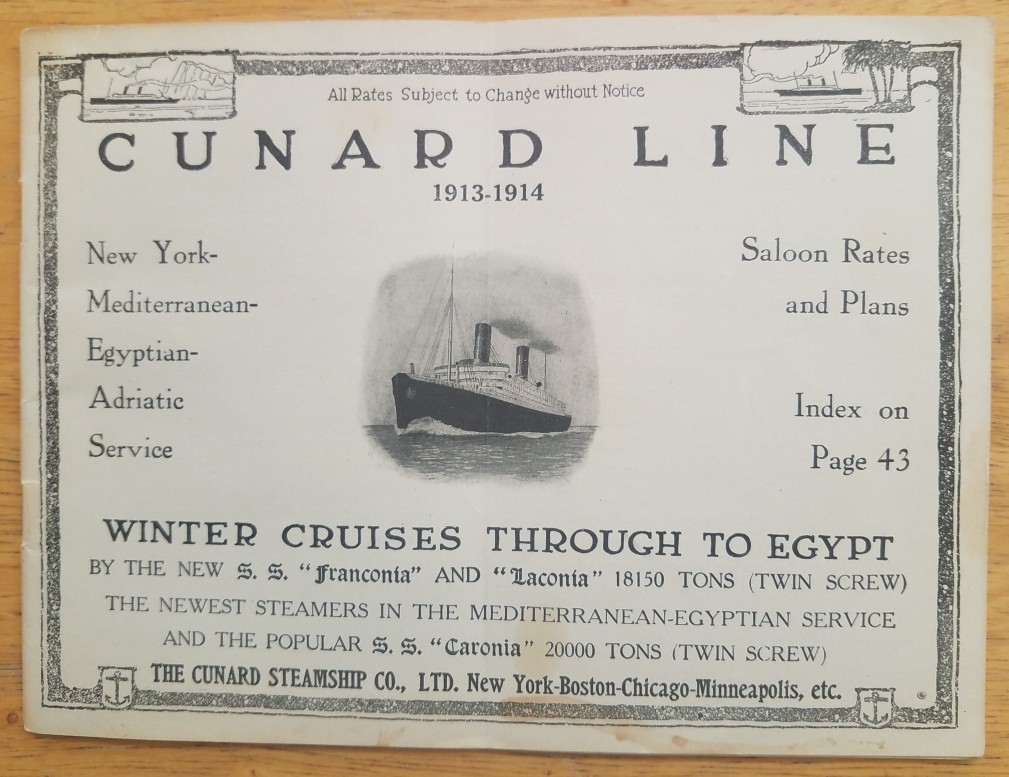 All Rates Subject to Change without Notice
CUNARD LINE
1913-1914
New York-
Mediterranean-
Egyptian-
Adriatic
Service
Saloon Rates
and Plans
Index on
Page 43
WINTER CRUISES THROUGH TO EGYPT
BY THE NEW S. S. "Franconia" AND "Laconia" 18150 TONS (TWIN SCREW)
THE NEWEST STEAMERS IN THE MEDITERRANEAN-EGYPTIAN SERVICE
AND THE POPULAR S. S. "Caronia" 20000 TONS (TWIN SCREW)
THE CUNARD STEAMSHIP CO., LTD. New York-Boston-Chicago-Minneapolis, etc.